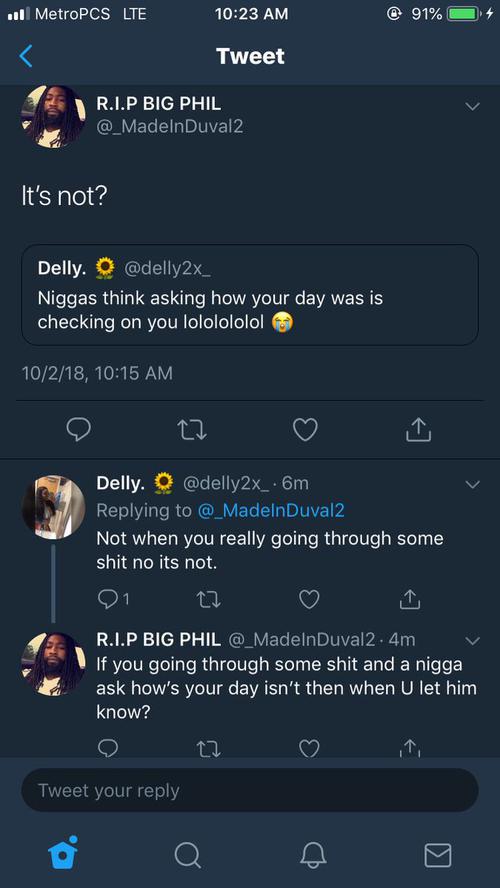 MetroPCS LTE 10:23 AM 91%
Tweet
R.I.P BIG PHIL
@_MadeInDuval2
It's not?
Delly. 🌻 @delly2x_
Niggas think asking how your day was is
checking on you lolololol 😭
10/2/18, 10:15 AM
Delly. 🌻 @delly2x_ · 6m
Replying to @_MadeInDuval2
Not when you really going through some
shit no its not.
1
R.I.P BIG PHIL @_MadeInDuval2 · 4m
If you going through some shit and a nigga
ask how's your day isn't then when U let him
know?
Tweet your reply